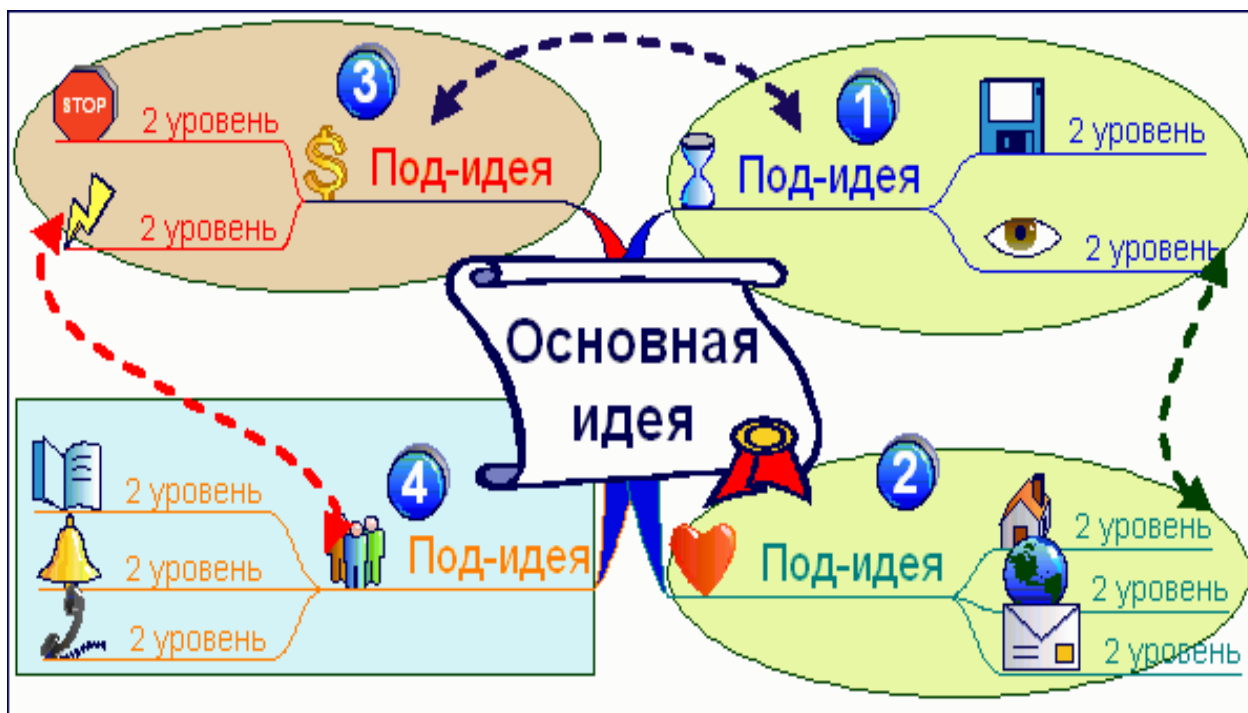 STOP
2 уровень
2 уровень
3
Под-идея
1
Под-идея
2 уровень
2 уровень
Основная
идея
2 уровень
2 уровень
2 уровень
4
Под-идея
2
Под-идея
2 уровень
2 уровень
2 уровень